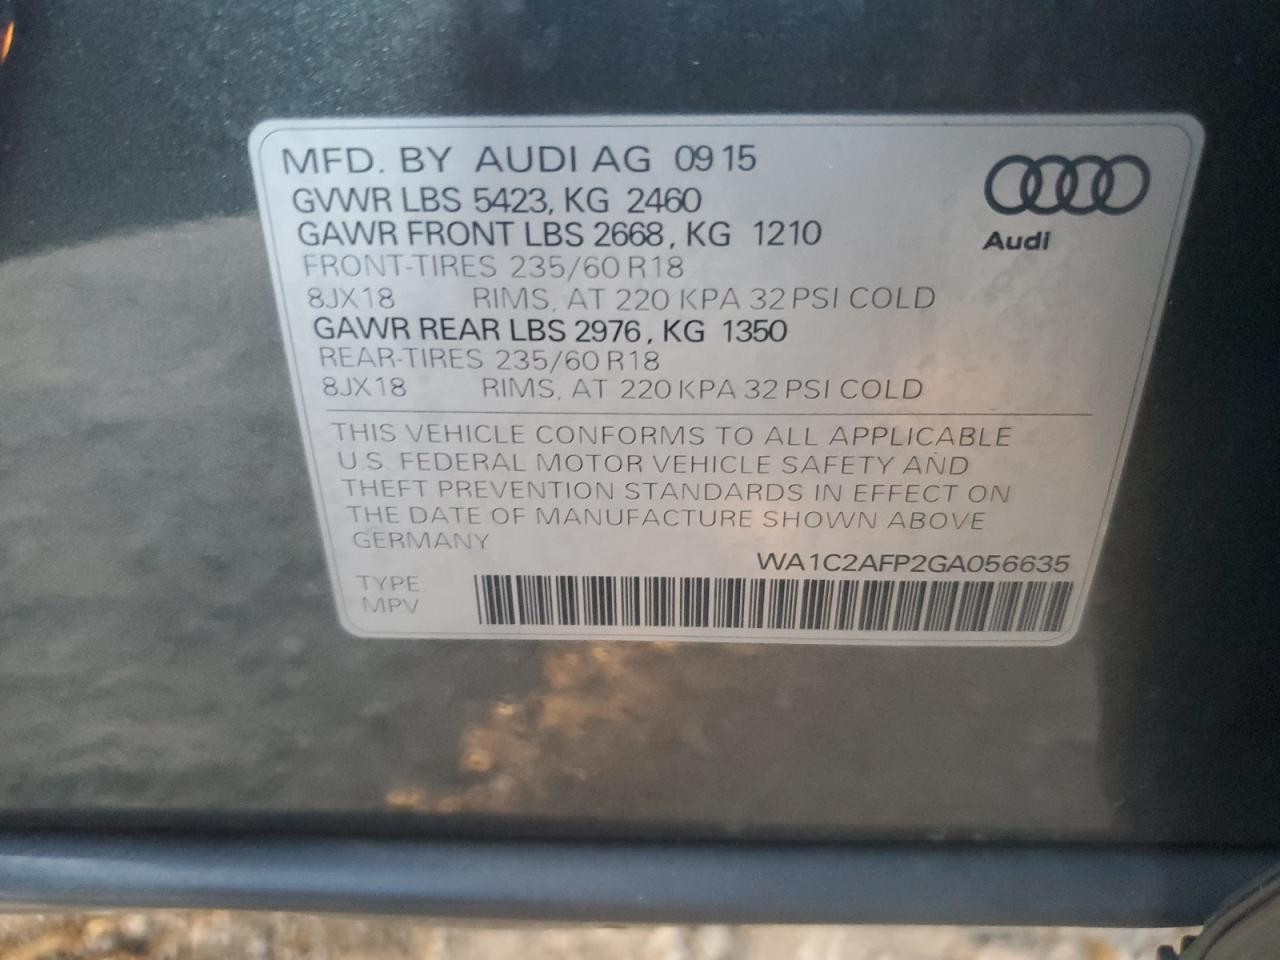 MFD. BY AUDI AG 09 15
GVWR LBS 5423, KG 2460
GAWR FRONT LBS 2668, KG 1210
FRONT-TIRES 235/60 R18
8JX18 RIMS, AT 220 KPA 32 PSI COLD
GAWR REAR LBS 2976, KG 1350
REAR-TIRES 235/60 R18
8JX18 RIMS, AT 220 KPA 32 PSI COLD
Audi
THIS VEHICLE CONFORMS TO ALL APPLICABLE
U.S. FEDERAL MOTOR VEHICLE SAFETY AND
THEFT PREVENTION STANDARDS IN EFFECT ON
THE DATE OF MANUFACTURE SHOWN ABOVE
GERMANY
WA1C2AFP2GA056635
TYPE
MPV